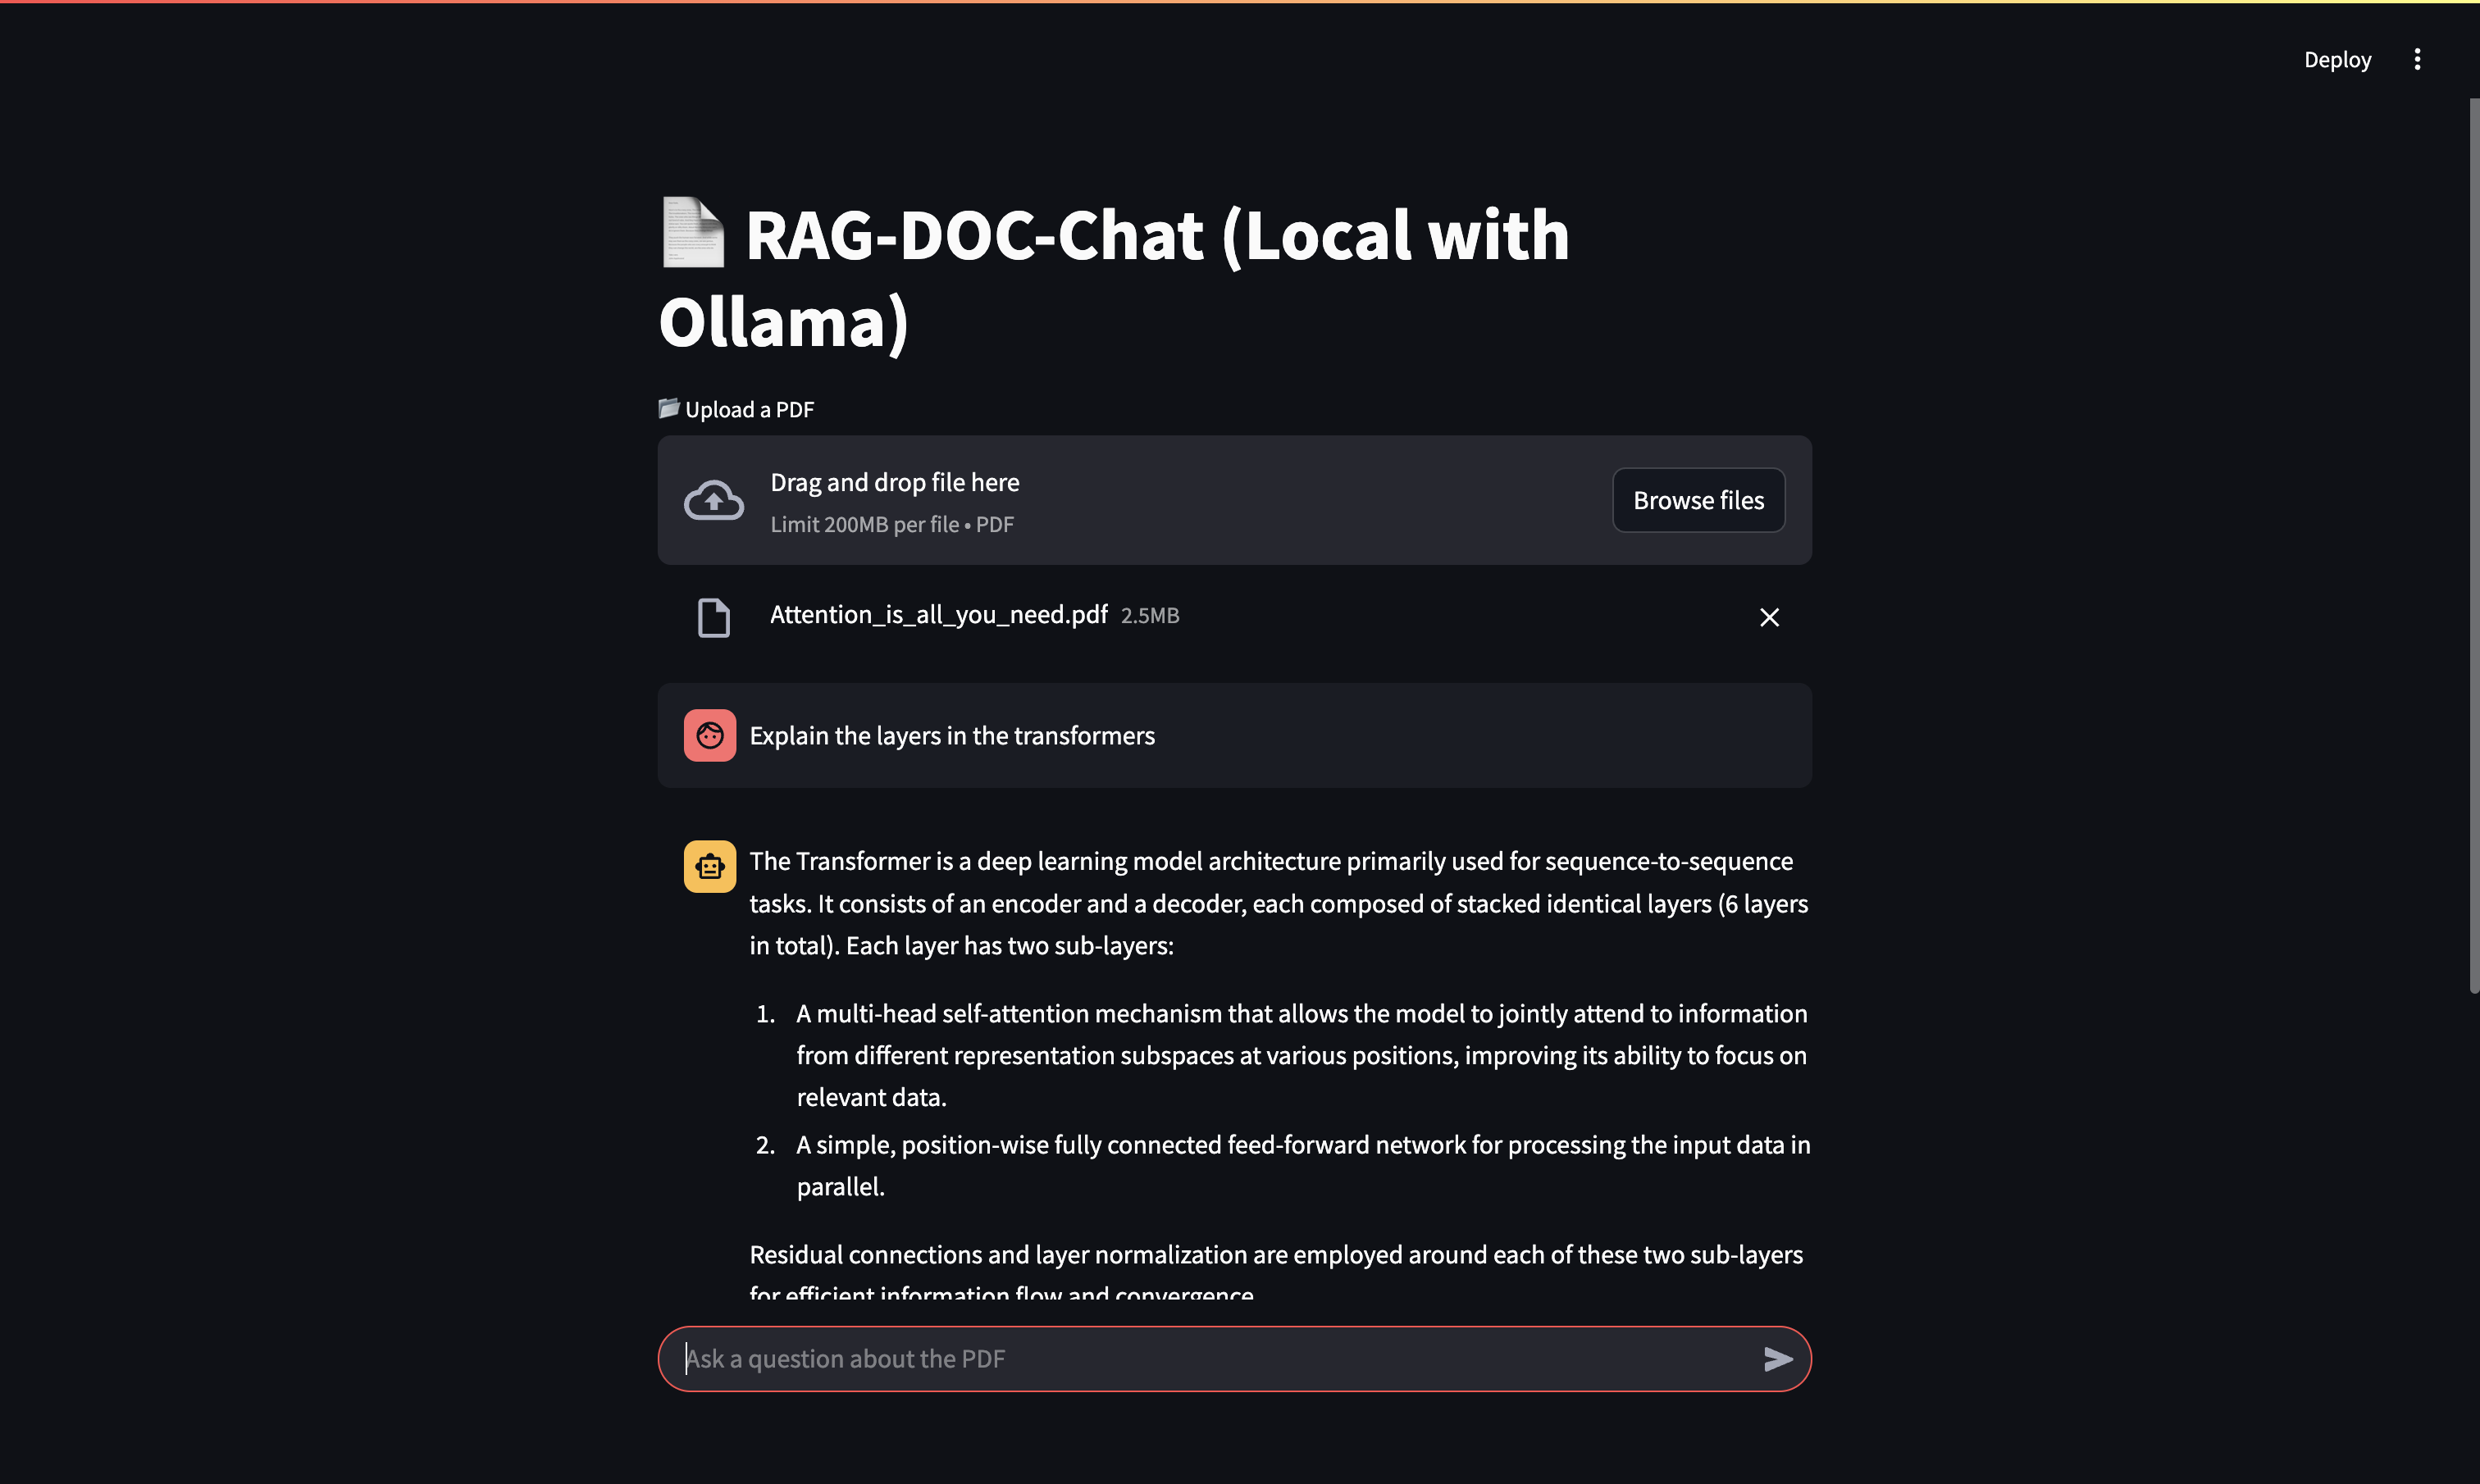 Deploy
RAG-DOC-Chat (Local with
Ollama)
Upload a PDF
Drag and drop file here
Limit 200MB per file • PDF
Browse files
Attention_is_all_you_need.pdf 2.5MB
Explain the layers in the transformers
The Transformer is a deep learning model architecture primarily used for sequence-to-sequence
tasks. It consists of an encoder and a decoder, each composed of stacked identical layers (6 layers
in total). Each layer has two sub-layers:
1. A multi-head self-attention mechanism that allows the model to jointly attend to information
from different representation subspaces at various positions, improving its ability to focus on
relevant data.
2. A simple, position-wise fully connected feed-forward network for processing the input data in
parallel.
Residual connections and layer normalization are employed around each of these two sub-layers
for efficient information flow and convergence.
Ask a question about the PDF